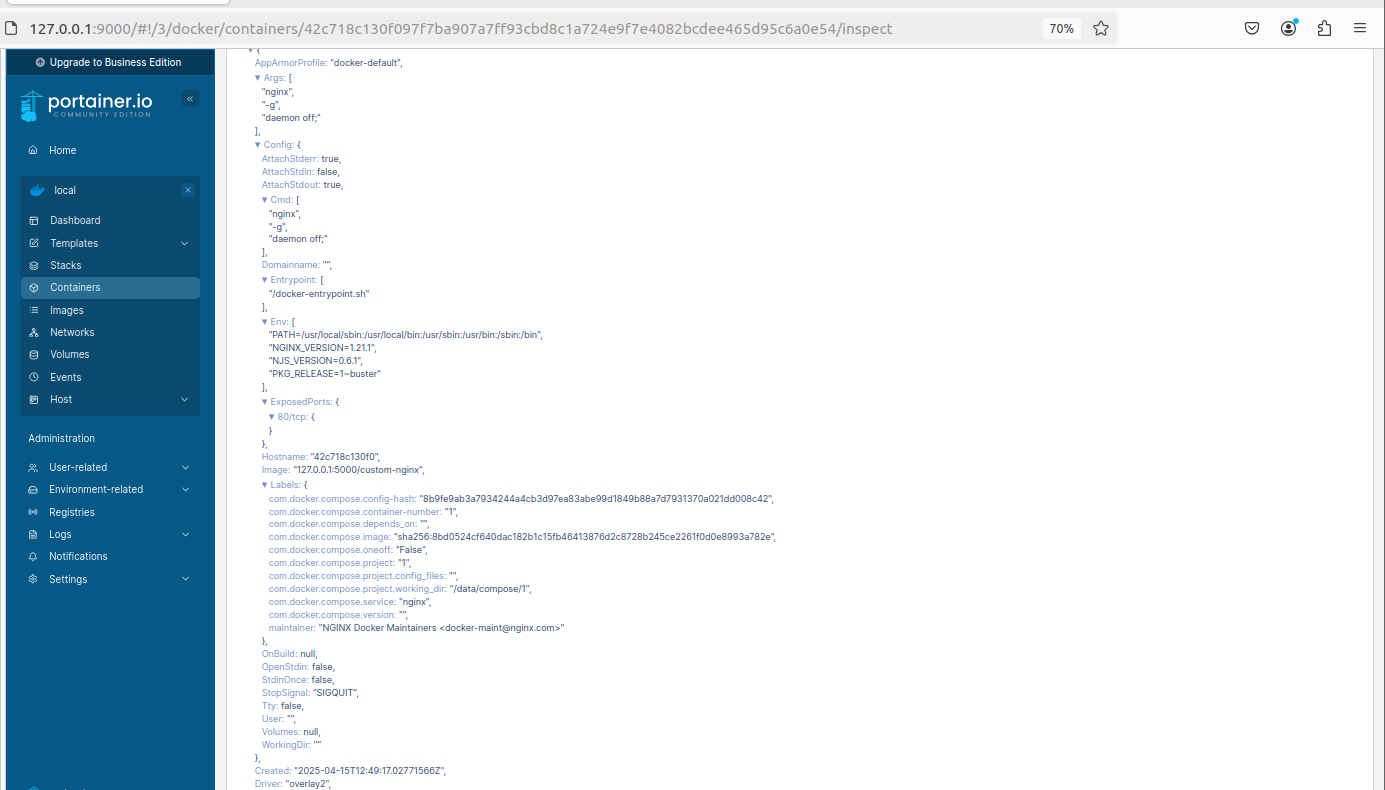 127.0.0.1:9000/#!/3/docker/containers/42c718c130f097f7ba907a7ff93cbd8c1a724e9f7e4082bcdee465d95c6a0e54/inspect
70%
Upgrade to Business Edition
portainer.io
COMMUNITY EDITION
Home
local
Dashboard
Templates
Stacks
Containers
Images
Networks
Volumes
Events
Host
Administration
User-related
Environment-related
Registries
Logs
Notifications
Settings
{
AppArmorProfile: "docker-default",
Args: [
"nginx",
"-g",
"daemon off;"
],
Config: {
AttachStderr: true,
AttachStdin: false,
AttachStdout: true,
Cmd: [
"nginx",
"-g",
"daemon off;"
],
Domainname: "",
Entrypoint: [
"/docker-entrypoint.sh"
],
Env: [
"PATH=/usr/local/sbin:/usr/local/bin:/usr/sbin:/usr/bin:/sbin:/bin",
"NGINX_VERSION=1.21.1",
"NJS_VERSION=0.6.1",
"PKG_RELEASE=1~buster"
],
ExposedPorts: {
80/tcp: {
}
},
Hostname: "42c718c130f0",
Image: "127.0.0.1:5000/custom-nginx",
Labels: {
com.docker.compose.config-hash: "8b9fe9ab3a7934244a4cb3d97ea83abe99d1849b88a7d7931370a021dd008c42",
com.docker.compose.container-number: "1",
com.docker.compose.depends_on: "",
com.docker.compose.image: "sha256:8bd0524cf640dac182b1c15fb46413876d2c8728b245ce2261f0d0e8993a782e",
com.docker.compose.oneoff: "False",
com.docker.compose.project: "1",
com.docker.compose.project.config_files: "",
com.docker.compose.project.working_dir: "/data/compose/1",
com.docker.compose.service: "nginx",
com.docker.compose.version: "",
maintainer: "NGINX Docker Maintainers <docker-maint@nginx.com>"
},
OnBuild: null,
OpenStdin: false,
StdinOnce: false,
StopSignal: "SIGQUIT",
Tty: false,
User: "",
Volumes: null,
WorkingDir: ""
},
Created: "2025-04-15T12:49:17.02771566Z",
Driver: "overlay2",